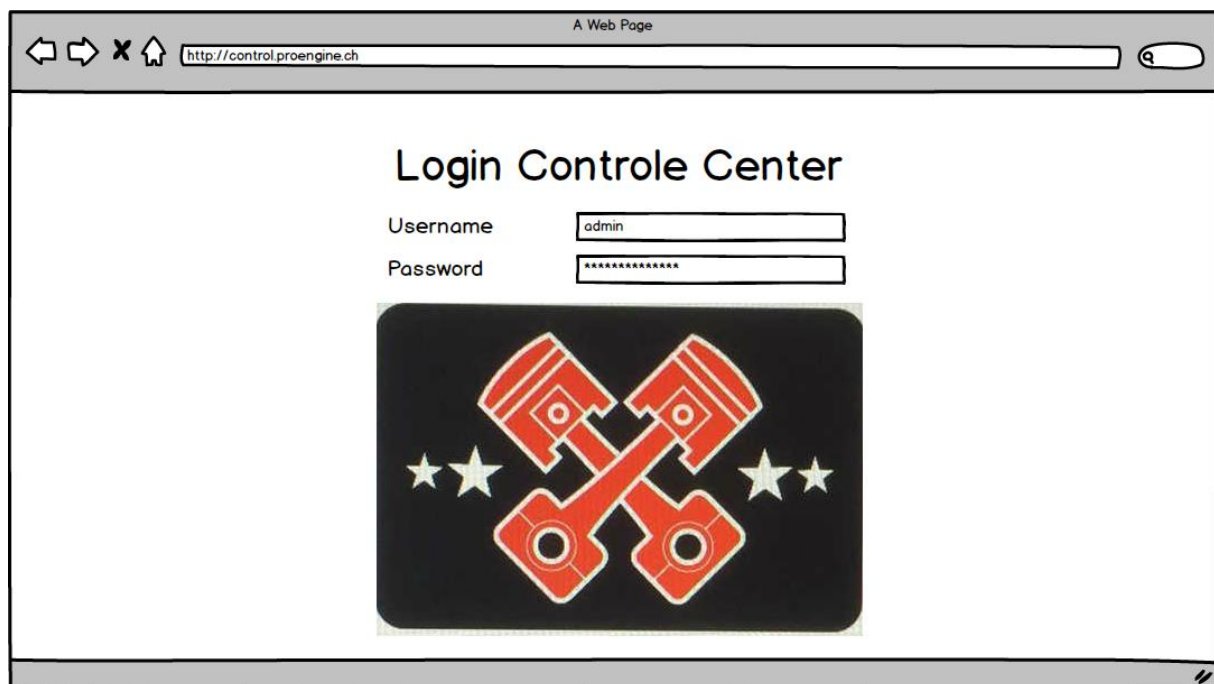 A Web Page
http://control.proengine.ch
Login Controle Center
Username
admin
Password
**************